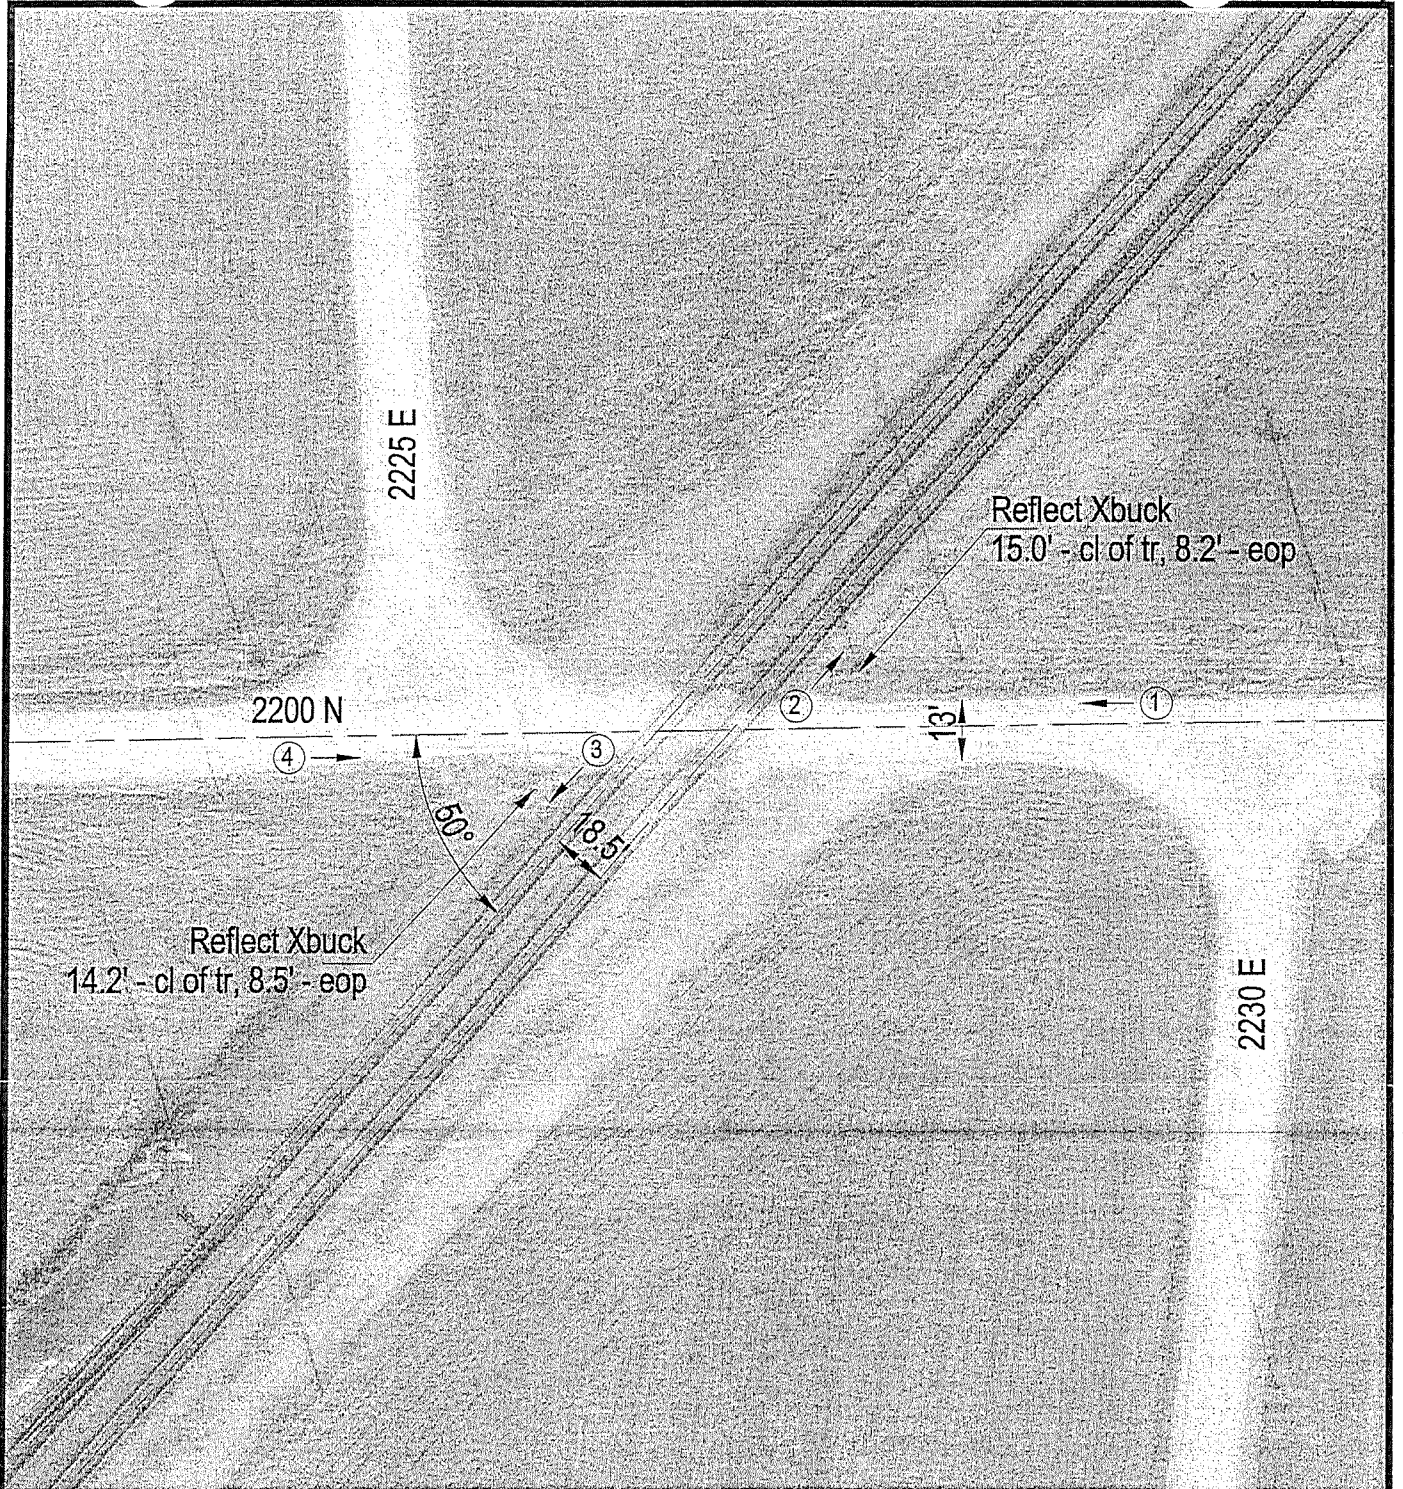 2225 E
Reflect Xbuck
15.0' - cl of tr, 8.2' - eop
2200 N
2
1
13'
4
3
50°
18.5'
Reflect Xbuck
14.2' - cl of tr, 8.5' - eop
2230 E